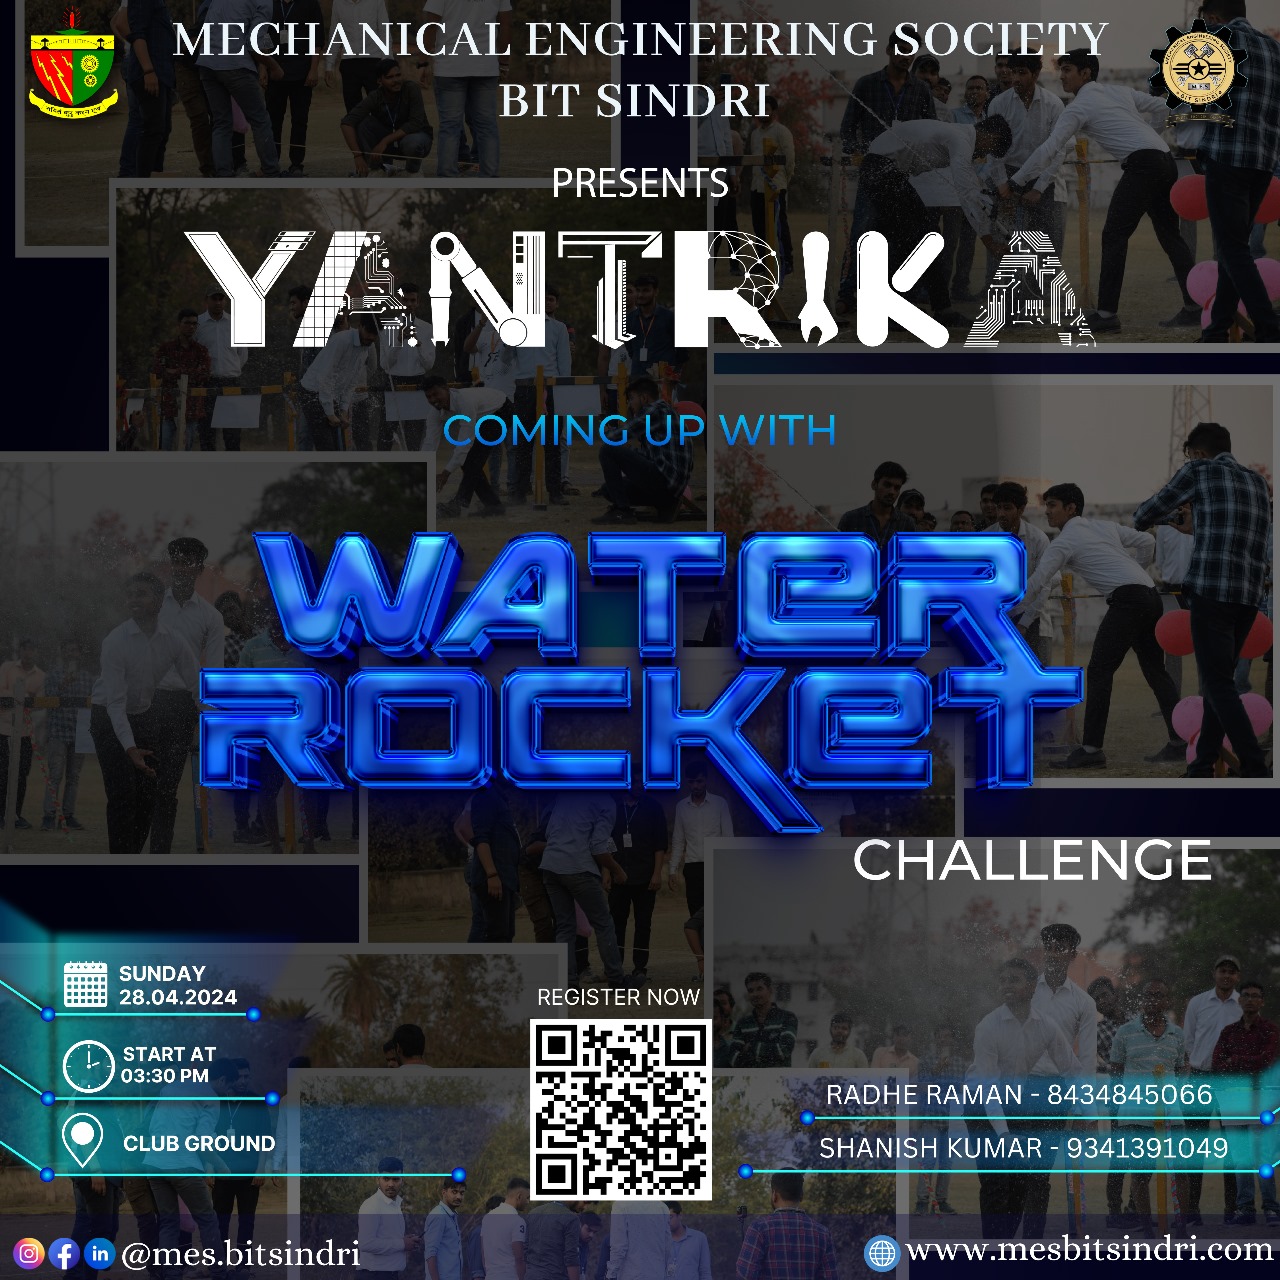 MECHANICAL ENGINEERING SOCIETY
BIT SINDRI
PRESENTS
YANTRIKA
COMING UP WITH
WATER
ROCKET
CHALLENGE
SUNDAY
28.04.2024
START AT
03:30 PM
CLUB GROUND
REGISTER NOW
RADHE RAMAN - 8434845066
SHANISH KUMAR - 9341391049
@mes.bitsindri
www.mesbitsindri.com